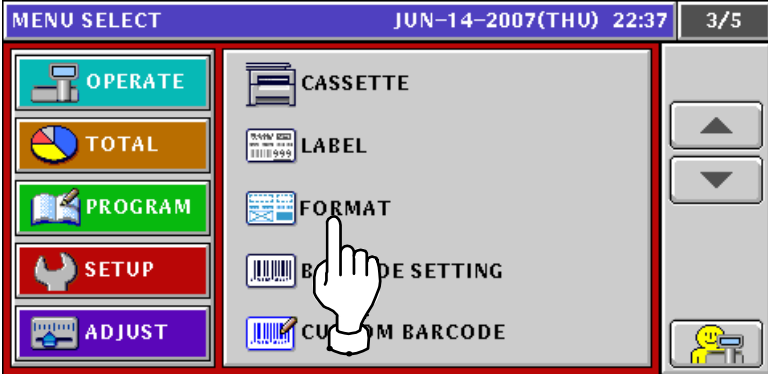 MENU SELECT JUN-14-2007(THU) 22:37 3/5
OPERATE
TOTAL
PROGRAM
SETUP
ADJUST
CASSETTE
LABEL
FORMAT
SETTING
BARCODE